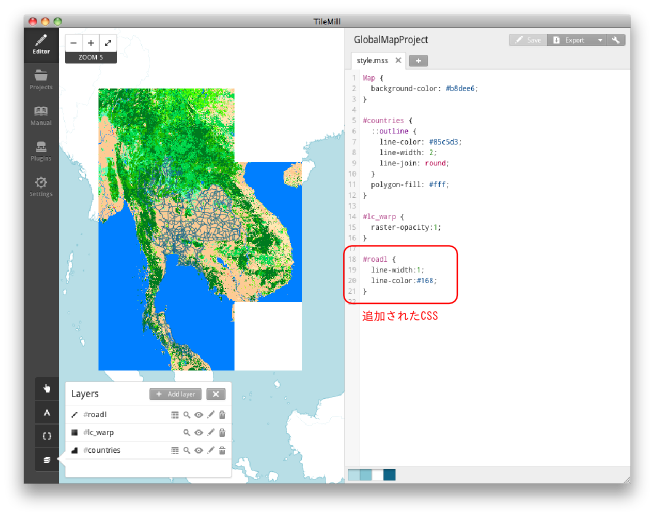 TileMill
Editor
Projects
Manual
Plugins
Settings
ZOOM 5
Layers
Add layer
#roadl
#lc_warp
#countries
GlobalMapProject
Save
Export
style.mss
1 Map {
2 background-color: #b8dee6;
3 }
4
5 #countries {
6 ::outline {
7 line-color: #85c5d3;
8 line-width: 2;
9 line-join: round;
10 }
11 polygon-fill: #fff;
12 }
13
14 #lc_warp {
15 raster-opacity:1;
16 }
17
18 #roadl {
19 line-width:1;
20 line-color:#168;
21 }
22
追加されたCSS